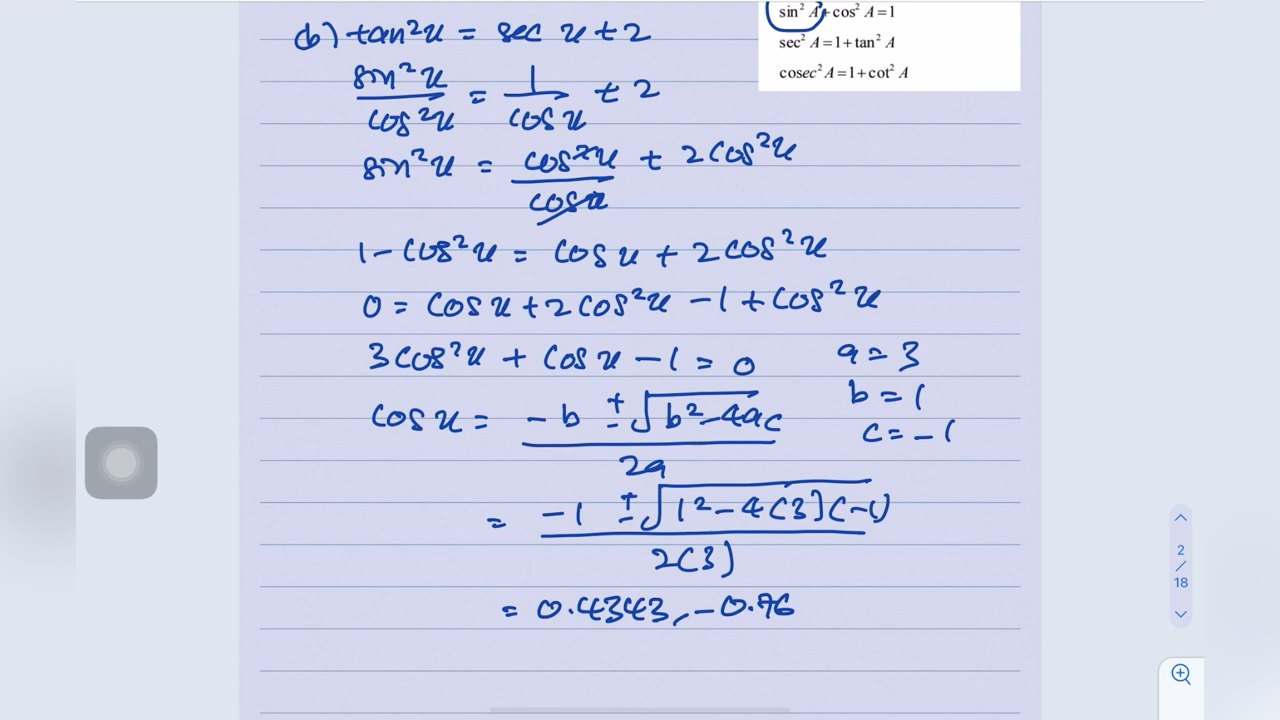 sin² A + cos² A = 1
sec² A = 1 + tan² A
cosec² A = 1 + cot² A
(b) tan²x = sec x + 2
sin²x / cos²x = 1 / cos x + 2
sin²x = cos²x / cos x + 2cos²x
1 - cos²x = cos x + 2cos²x
0 = cos x + 2cos²x - 1 + cos²x
3cos²x + cos x - 1 = 0
a = 3
b = 1
c = -1
cos x = -b ± √b² - 4ac / 2a
= -1 ± √1² - 4(3)(-1) / 2(3)
= 0.4343, -0.76
2
/
18